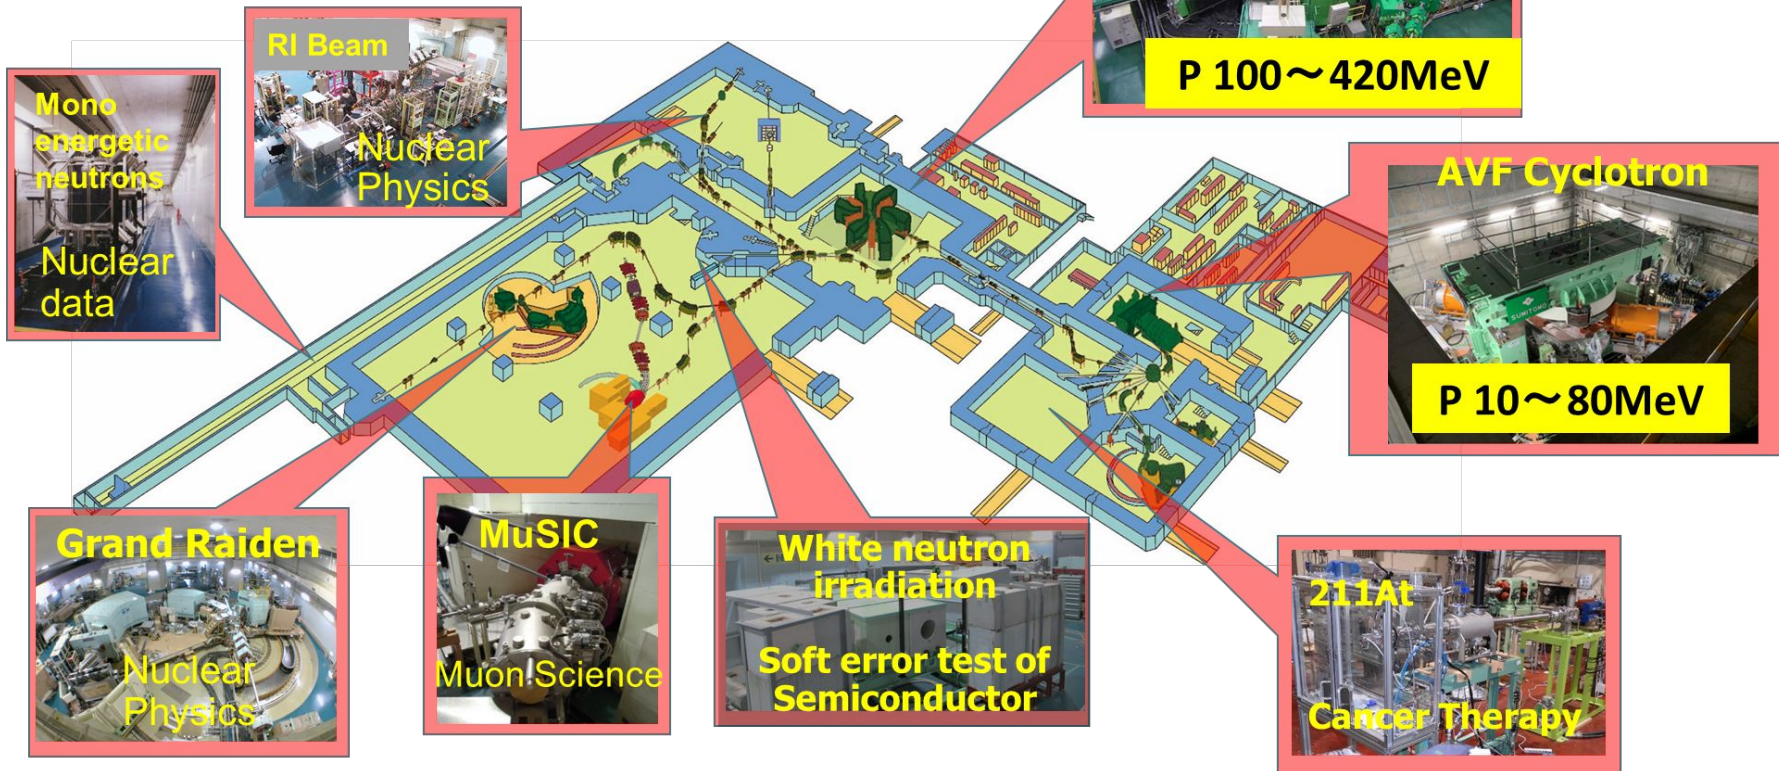 RI Beam
Nuclear
Physics
P 100～420MeV
Mono
energetic
neutrons
Nuclear
data
AVF Cyclotron
SUMITOMO
P 10～80MeV
Grand Raiden
Nuclear
Physics
MuSIC
Muon Science
White neutron
irradiation
Soft error test of
Semiconductor
211At
Cancer Therapy